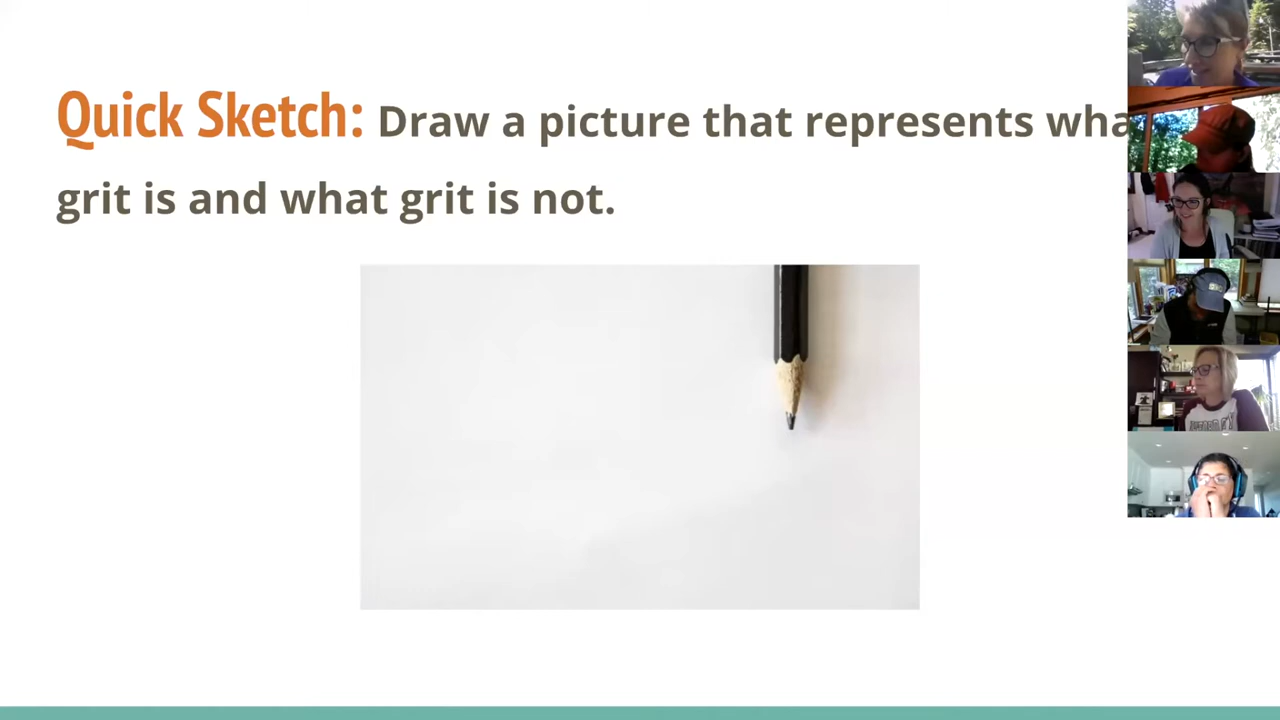 Quick Sketch: Draw a picture that represents wha
grit is and what grit is not.